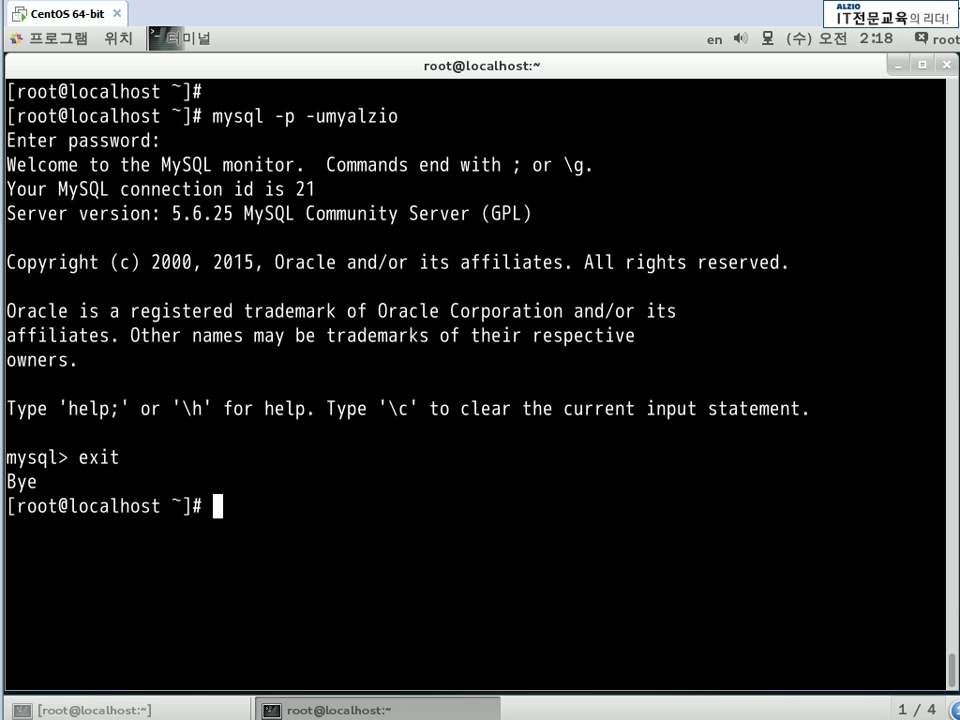 CentOS 64-bit
ALZIO
IT전문교육의 리더!
프로그램 위치 터미널 en (수) 오전 2:18 root
root@localhost:~
[root@localhost ~]#
[root@localhost ~]# mysql -p -umyalzio
Enter password:
Welcome to the MySQL monitor.  Commands end with ; or \g.
Your MySQL connection id is 21
Server version: 5.6.25 MySQL Community Server (GPL)
Copyright (c) 2000, 2015, Oracle and/or its affiliates. All rights reserved.
Oracle is a registered trademark of Oracle Corporation and/or its
affiliates. Other names may be trademarks of their respective
owners.
Type 'help;' or '\h' for help. Type '\c' to clear the current input statement.
mysql> exit
Bye
[root@localhost ~]#
[root@localhost:~] root@localhost:~ 1 / 4